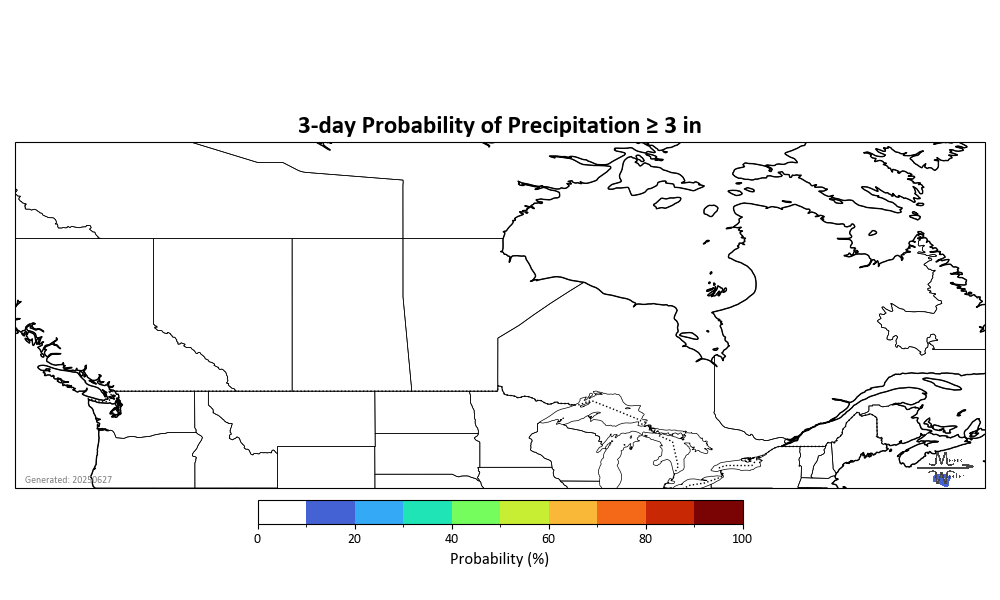 3-day Probability of Precipitation ≥ 3 in
Generated: 20250627
0 20 40 60 80 100
Probability (%)